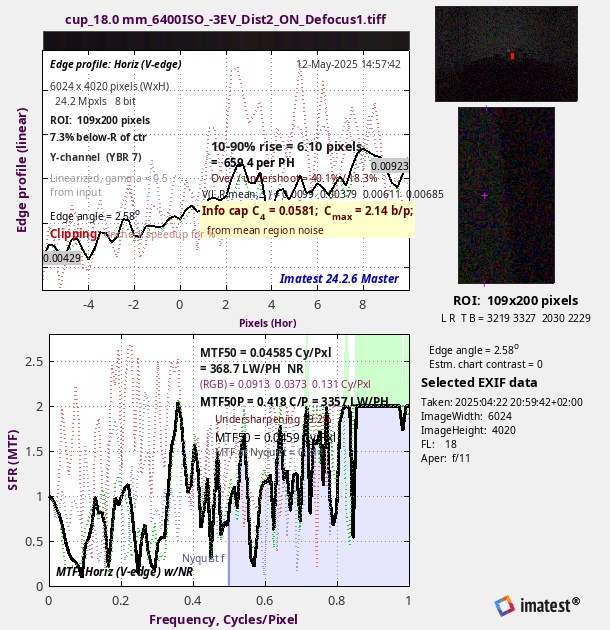 cup_18.0 mm_6400ISO_-3EV_Dist2_ON_Defocus1.tiff
Edge profile: Horiz (V-edge)
12-May-2025 14:57:42
6024 x 4020 pixels (WxH)
24.2 Mpxls 8 bit
ROI: 109x200 pixels
7.3% below-R of ctr
Y-channel (YBR 7)
Linearized, gamma < 0.5
from input
Edge angle = 2.58º
Clipping
speedup for %
10-90% rise = 6.10 pixels
= 659.4 per PH
Over/Undershoot = 40.1% / 18.3%
0.0099 0.00379 0.00611 0.00685
Info cap C4 = 0.0581; Cmax = 2.14 b/p;
from mean region noise
0.00923
0.00429
Imatest 24.2.6 Master
Edge profile (linear)
-4 -2 0 2 4 6 8
Pixels (Hor)
ROI: 109x200 pixels
L R T B = 3219 3327 2030 2229
Edge angle = 2.58º
Estm. chart contrast = 0
Selected EXIF data
Taken: 2025:04:22 20:59:42+02:00
ImageWidth: 6024
ImageHeight: 4020
FL: 18
Aper: f/11
MTF50 = 0.04585 Cy/Pxl
= 368.7 LW/PH NR
(RGB) = 0.0913 0.0373 0.131 Cy/Pxl
MTF50P = 0.418 C/P = 3357 LW/PH
Undersharpening
MTF50 = 0.0459 Cy/Pxl
Nyquist f
MTF: Horiz (V-edge) w/NR
SFR (MTF)
2.5
2
1.5
1
0.5
0
0 0.2 0.4 0.6 0.8 1
Frequency, Cycles/Pixel
imatest®